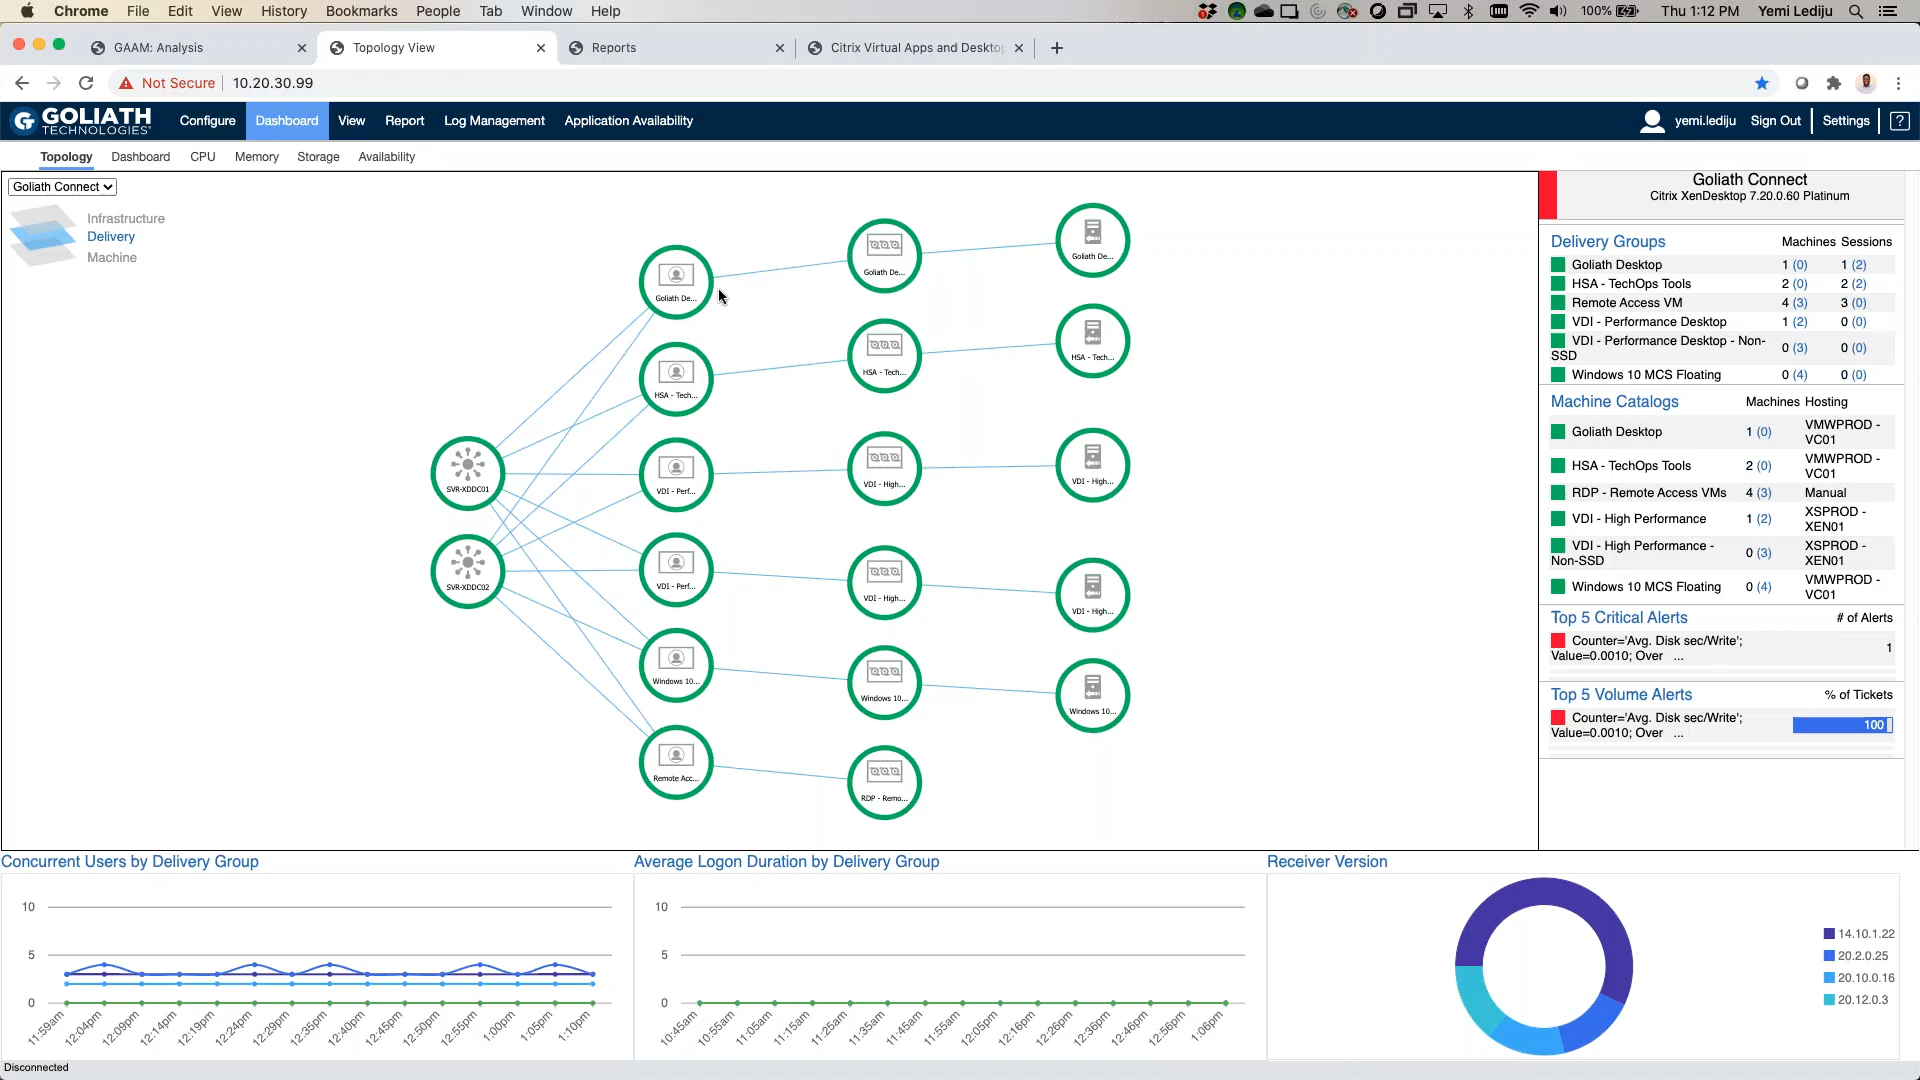 Chrome File Edit View History Bookmarks People Tab Window Help 100% Thu 1:12 PM Yemi Lediju
GAAM: Analysis Topology View Reports Citrix Virtual Apps and Desktop
Not Secure 10.20.30.99
G GOLIATH TECHNOLOGIES Configure Dashboard View Report Log Management Application Availability yemi.lediju Sign Out Settings ?
Topology Dashboard CPU Memory Storage Availability
Goliath Connect
Infrastructure
Delivery
Machine
SVR-XDDC01
SVR-XDDC02
Goliath De...
HSA - Tech...
VDI - Perf...
VDI - Perf...
Windows 10...
Remote Acc...
Goliath De...
HSA - Tech...
VDI - High...
VDI - High...
Windows 10...
RDP - Remo...
Goliath De...
HSA - Tech...
VDI - High...
VDI - High...
Windows 10...
Goliath Connect
Citrix XenDesktop 7.20.0.60 Platinum
Delivery Groups Machines Sessions
Goliath Desktop 1 (0) 1 (2)
HSA - TechOps Tools 2 (0) 2 (2)
Remote Access VM 4 (3) 3 (0)
VDI - Performance Desktop 1 (2) 0 (0)
VDI - Performance Desktop - Non-
SSD 0 (3) 0 (0)
Windows 10 MCS Floating 0 (4) 0 (0)
Machine Catalogs Machines Hosting
Goliath Desktop 1 (0) VMWPROD -
VC01
HSA - TechOps Tools 2 (0) VMWPROD -
VC01
RDP - Remote Access VMs 4 (3) Manual
VDI - High Performance 1 (2) XSPROD -
XEN01
VDI - High Performance -
Non-SSD 0 (3) XSPROD -
XEN01
Windows 10 MCS Floating 0 (4) VMWPROD -
VC01
Top 5 Critical Alerts # of Alerts
Counter='Avg. Disk sec/Write';
Value=0.0010; Over ... 1
Top 5 Volume Alerts % of Tickets
Counter='Avg. Disk sec/Write';
Value=0.0010; Over ... 100
Concurrent Users by Delivery Group
10
5
0
11:59am 12:04pm 12:09pm 12:14pm 12:19pm 12:24pm 12:29pm 12:35pm 12:40pm 12:45pm 12:50pm 12:55pm 1:00pm 1:05pm 1:10pm
Average Logon Duration by Delivery Group
10
5
0
10:45am 10:55am 11:05am 11:15am 11:25am 11:35am 11:45am 11:55am 12:05pm 12:16pm 12:26pm 12:36pm 12:46pm 12:56pm 1:06pm
Receiver Version
14.10.1.22
20.2.0.25
20.10.0.16
20.12.0.3
Disconnected